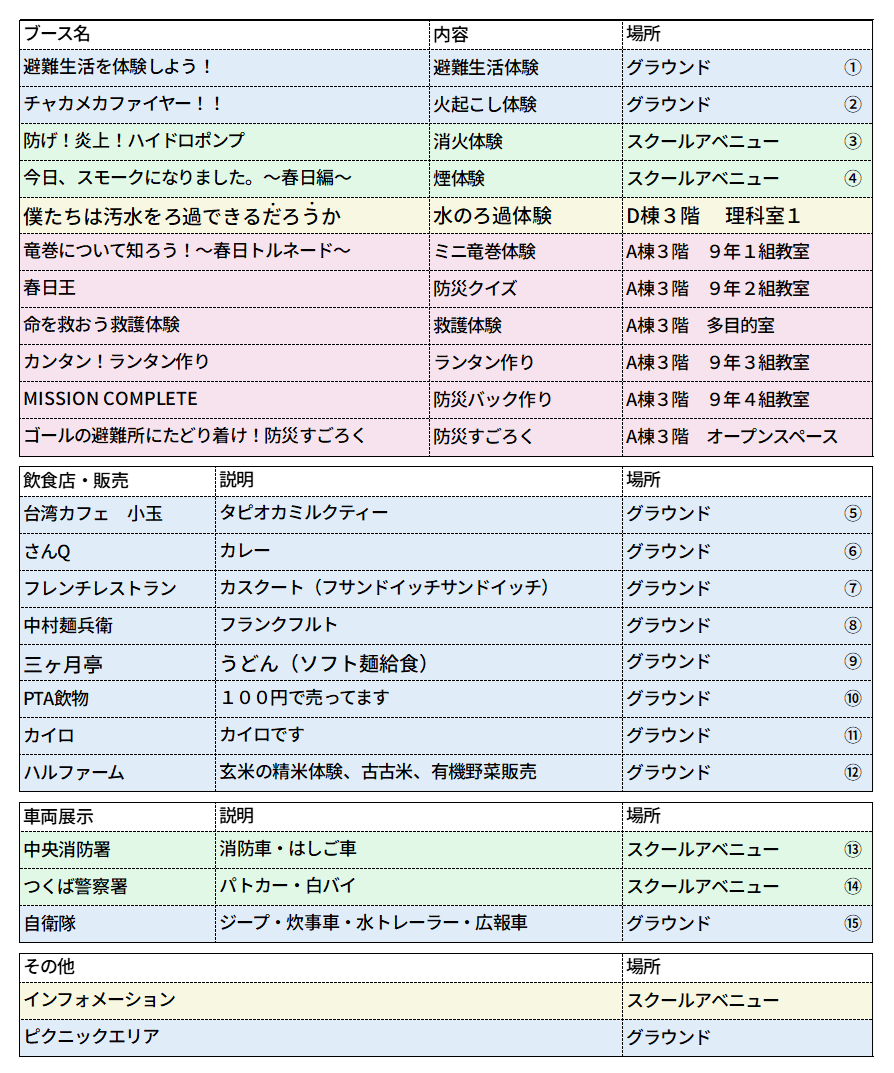 ブース名 内容 場所
避難生活を体験しよう！ 避難生活体験 グラウンド ①
チャカメカファイヤー！！ 火起こし体験 グラウンド ②
防げ！炎上！ハイドロポンプ 消火体験 スクールアベニュー ③
今日、スモークになりました。～春日編～ 煙体験 スクールアベニュー ④
僕たちは汚水をろ過できるだろうか 水のろ過体験 D棟３階 理科室１
竜巻について知ろう！～春日トルネード～ ミニ竜巻体験 A棟３階 ９年１組教室
春日王 防災クイズ A棟３階 ９年２組教室
命を救おう救護体験 救護体験 A棟３階 多目的室
カンタン！ランタン作り ランタン作り A棟３階 ９年３組教室
MISSION COMPLETE 防災バック作り A棟３階 ９年４組教室
ゴールの避難所にたどり着け！防災すごろく 防災すごろく A棟３階 オープンスペース
飲食店・販売 説明 場所
台湾カフェ 小玉 タピオカミルクティー グラウンド ⑤
さんQ カレー グラウンド ⑥
フレンチレストラン カスクート（フサンドイッチサンドイッチ） グラウンド ⑦
中村麺兵衛 フランクフルト グラウンド ⑧
三ヶ月亭 うどん（ソフト麺給食） グラウンド ⑨
PTA飲物 １００円で売ってます グラウンド ⑩
カイロ カイロです グラウンド ⑪
ハルファーム 玄米の精米体験、古古米、有機野菜販売 グラウンド ⑫
車両展示 説明 場所
中央消防署 消防車・はしご車 スクールアベニュー ⑬
つくば警察署 パトカー・白バイ スクールアベニュー ⑭
自衛隊 ジープ・炊事車・水トレーラー・広報車 グラウンド ⑮
その他 場所
インフォメーション スクールアベニュー
ピクニックエリア グラウンド